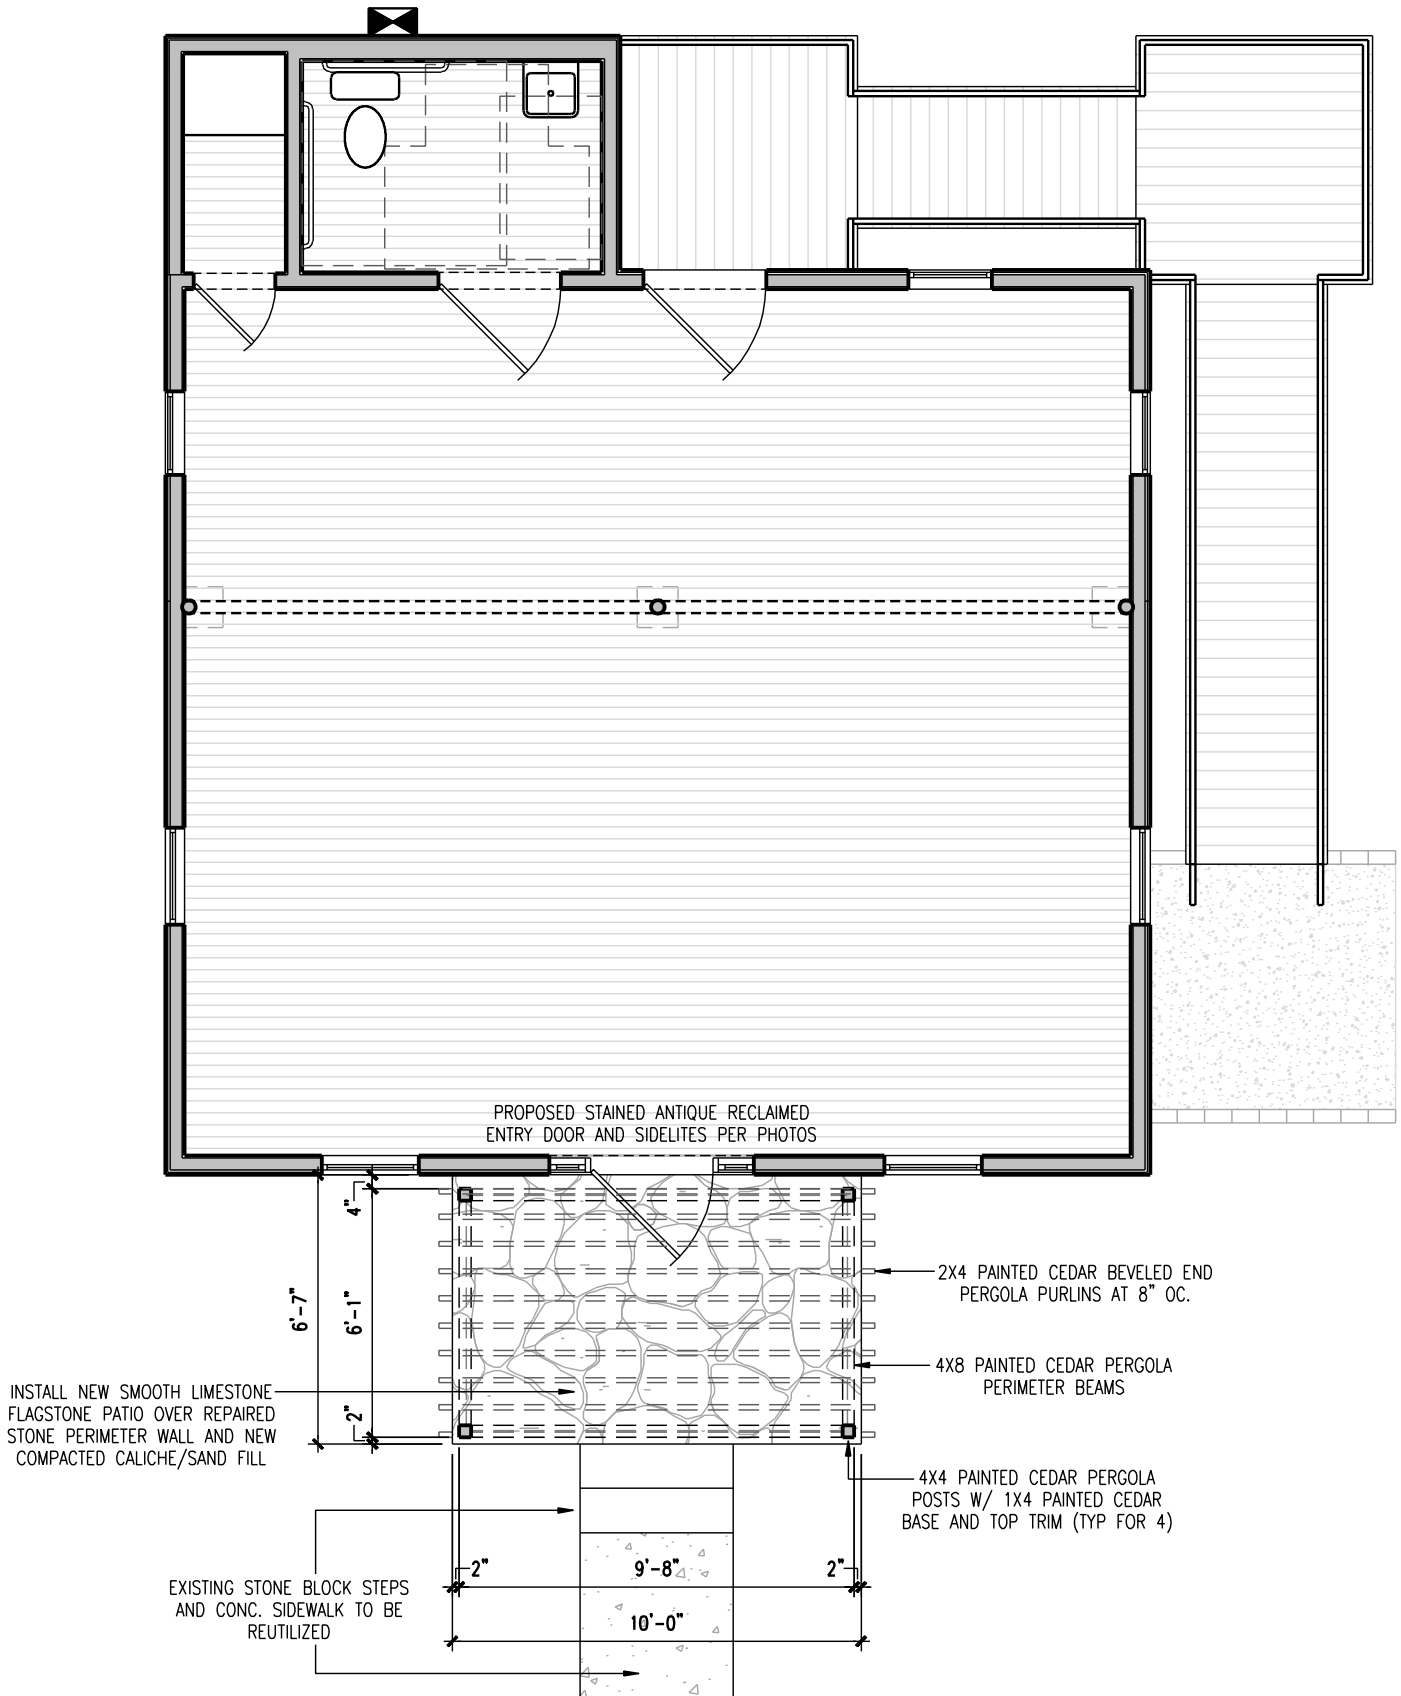 PROPOSED STAINED ANTIQUE RECLAIMED
ENTRY DOOR AND SIDELITES PER PHOTOS
4"
6'-1"
6'-7"
2"
2X4 PAINTED CEDAR BEVELED END
PERGOLA PURLINS AT 8" OC.
4X8 PAINTED CEDAR PERGOLA
PERIMETER BEAMS
INSTALL NEW SMOOTH LIMESTONE
FLAGSTONE PATIO OVER REPAIRED
STONE PERIMETER WALL AND NEW
COMPACTED CALICHE/SAND FILL
4X4 PAINTED CEDAR PERGOLA
POSTS W/ 1X4 PAINTED CEDAR
BASE AND TOP TRIM (TYP FOR 4)
2"
9'-8"
2"
10'-0"
EXISTING STONE BLOCK STEPS
AND CONC. SIDEWALK TO BE
REUTILIZED